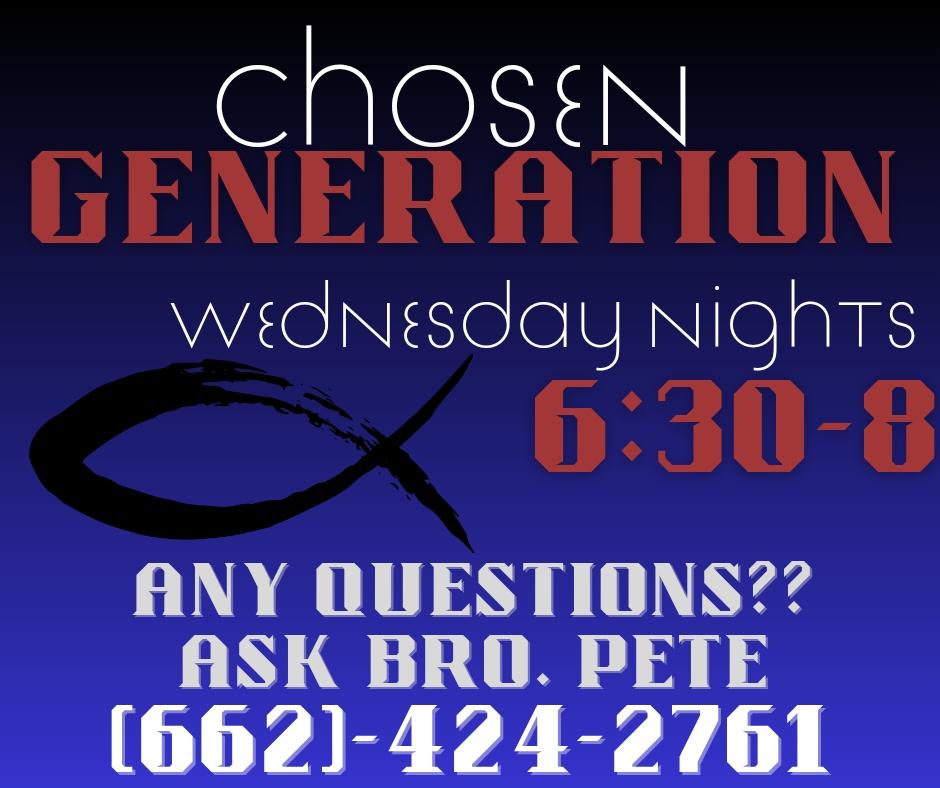 chosen
GENERATION
wednesday nights
6:30-8
ANY QUESTIONS??
ASK BRO. PETE
(662)-424-2761